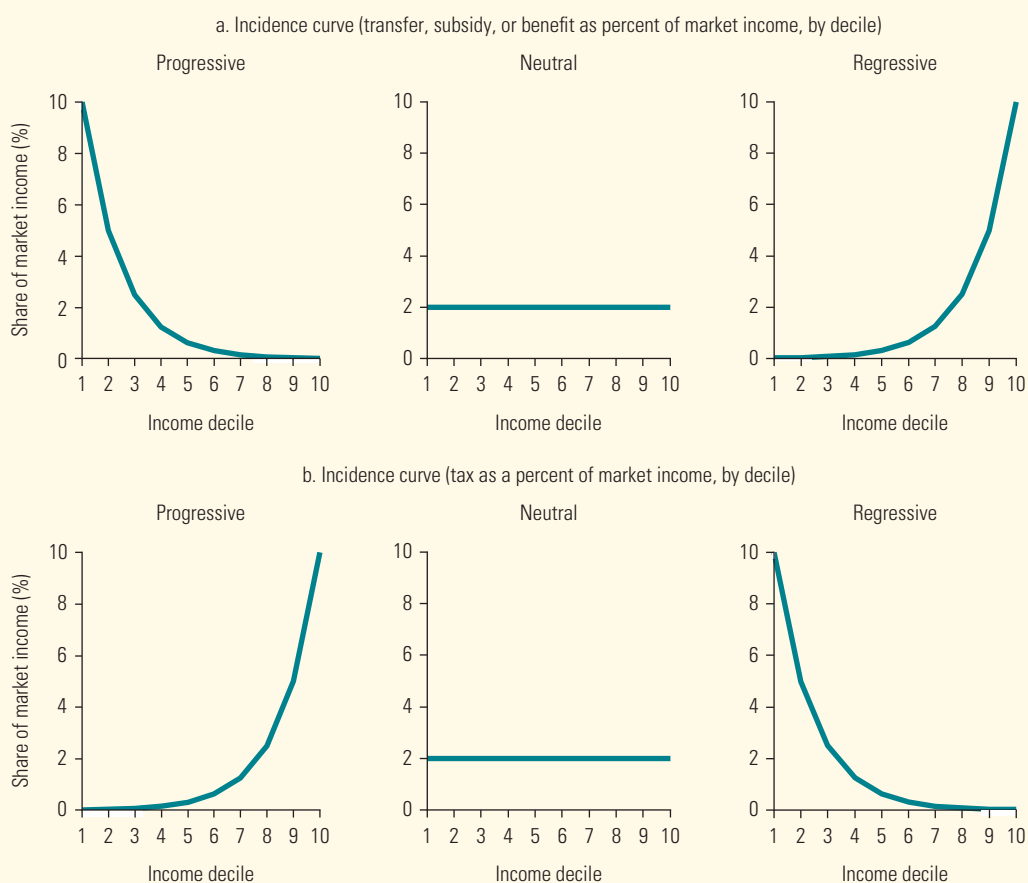 a. Incidence curve (transfer, subsidy, or benefit as percent of market income, by decile)
Progressive
Neutral
Regressive
Share of market income (%)
10
8
6
4
2
0
1 2 3 4 5 6 7 8 9 10
Income decile
10
8
6
4
2
0
1 2 3 4 5 6 7 8 9 10
Income decile
10
8
6
4
2
0
1 2 3 4 5 6 7 8 9 10
Income decile
b. Incidence curve (tax as a percent of market income, by decile)
Progressive
Neutral
Regressive
Share of market income (%)
10
8
6
4
2
0
1 2 3 4 5 6 7 8 9 10
Income decile
10
8
6
4
2
0
1 2 3 4 5 6 7 8 9 10
Income decile
10
8
6
4
2
0
1 2 3 4 5 6 7 8 9 10
Income decile